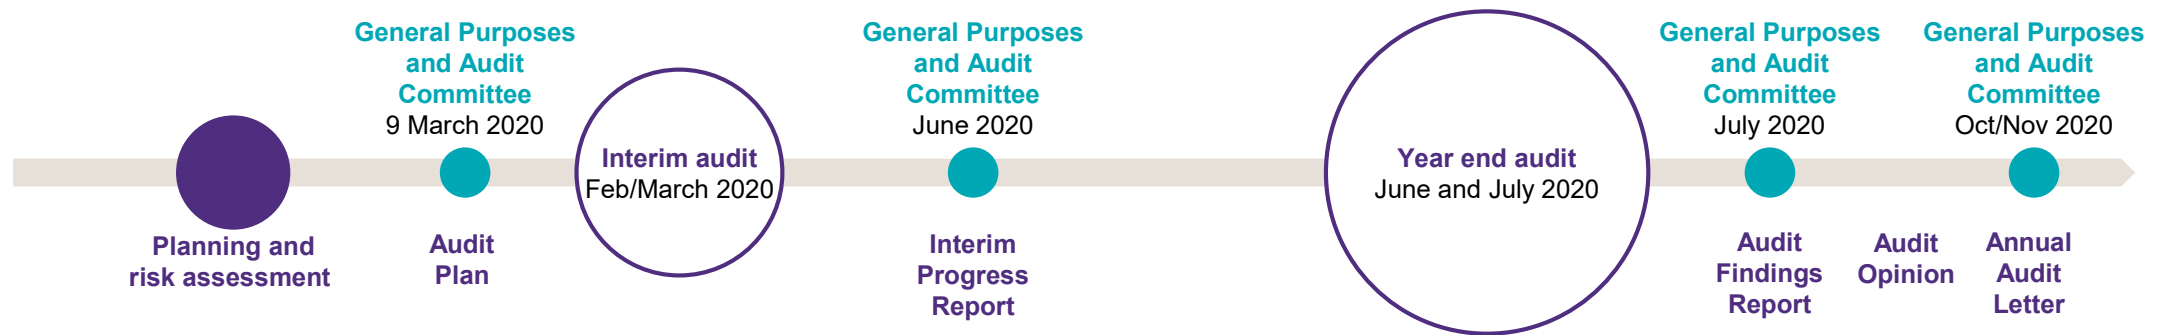 General Purposes
and Audit
Committee
9 March 2020
General Purposes
and Audit
Committee
June 2020
General Purposes
and Audit
Committee
July 2020
General Purposes
and Audit
Committee
Oct/Nov 2020
Interim audit
Feb/March 2020
Year end audit
June and July 2020
Planning and
risk assessment
Audit
Plan
Interim
Progress
Report
Audit
Findings
Report
Audit
Opinion
Annual
Audit
Letter